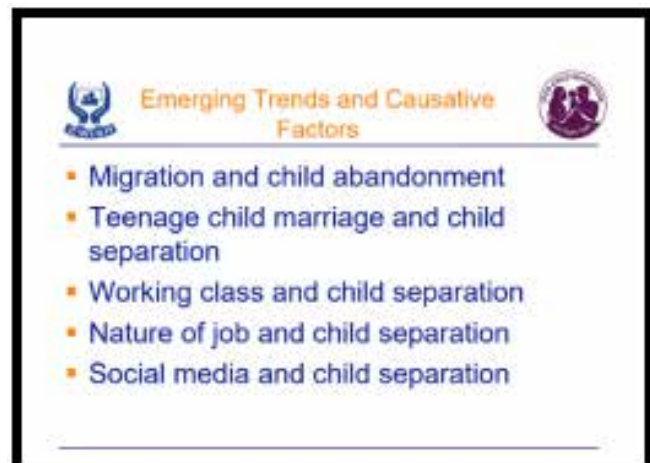 Emerging Trends and Causative
Factors
▪ Migration and child abandonment
▪ Teenage child marriage and child
separation
▪ Working class and child separation
▪ Nature of job and child separation
▪ Social media and child separation